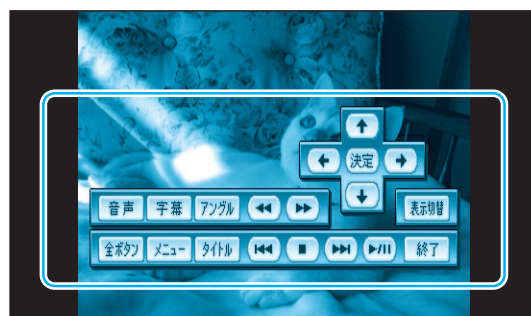 決定
音声 字幕 アングル 表示切替
全ボタン メニュー タイトル 終了